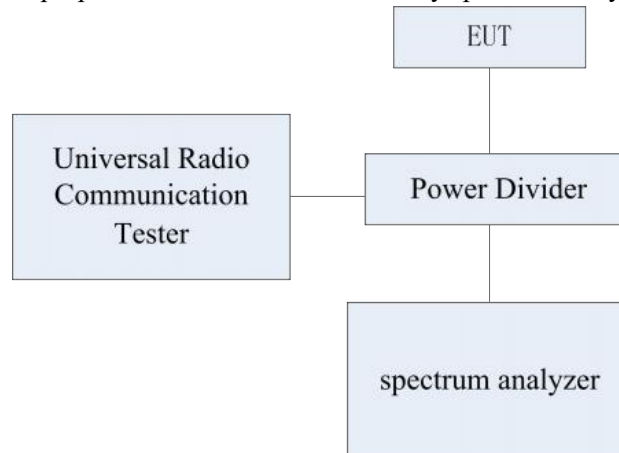 EUT
Universal Radio
Communication
Tester
Power Divider
spectrum analyzer